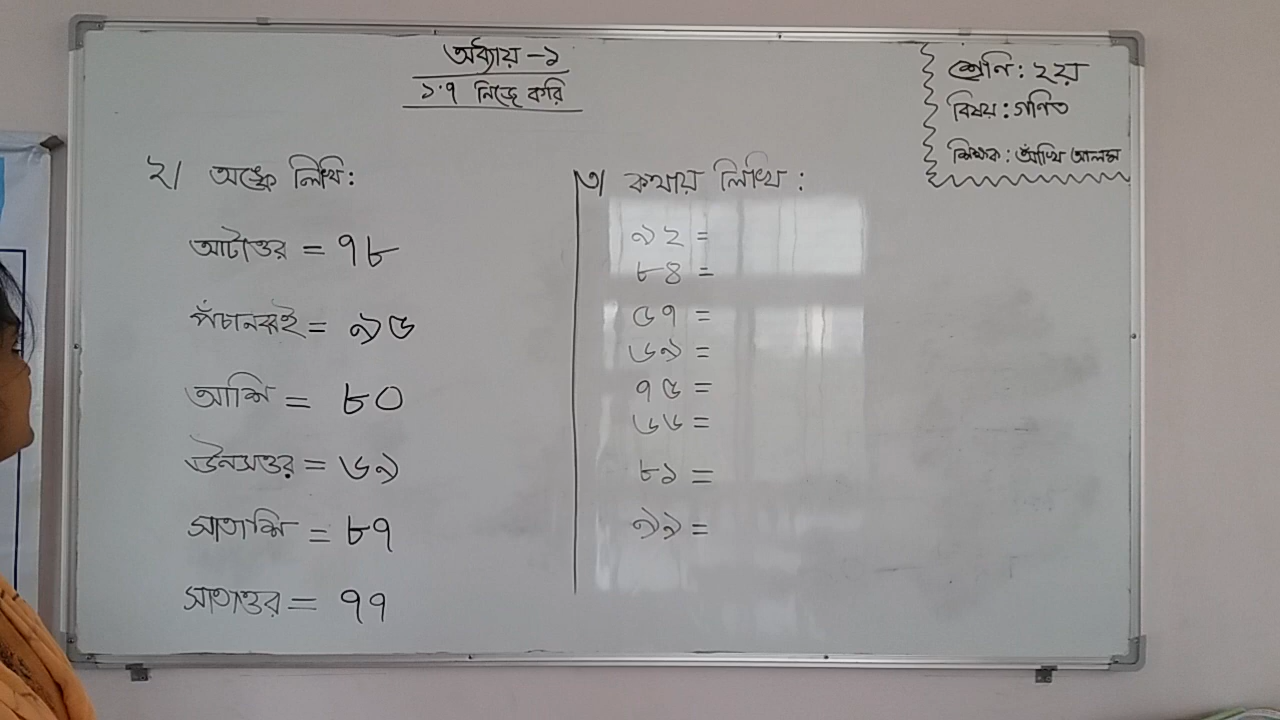 অধ্যায় -১
১.৭ নিজে করি
শ্রেণি: ২য়
বিষয়: গণিত
শিক্ষক: আঁখি আলম
২। অঙ্কে লিখি:
আটাত্তর = ৭৮
পঁচানব্বই = ৯৫
আশি = ৮০
ঊনসত্তর = ৬৯
সাতাশি = ৮৭
সাতাত্তর = ৭৭
৩। কথায় লিখি:
৯২ =
৮৪ =
৫৭ =
৬৯ =
৭৫ =
৬৬ =
৮১ =
৯৯ =